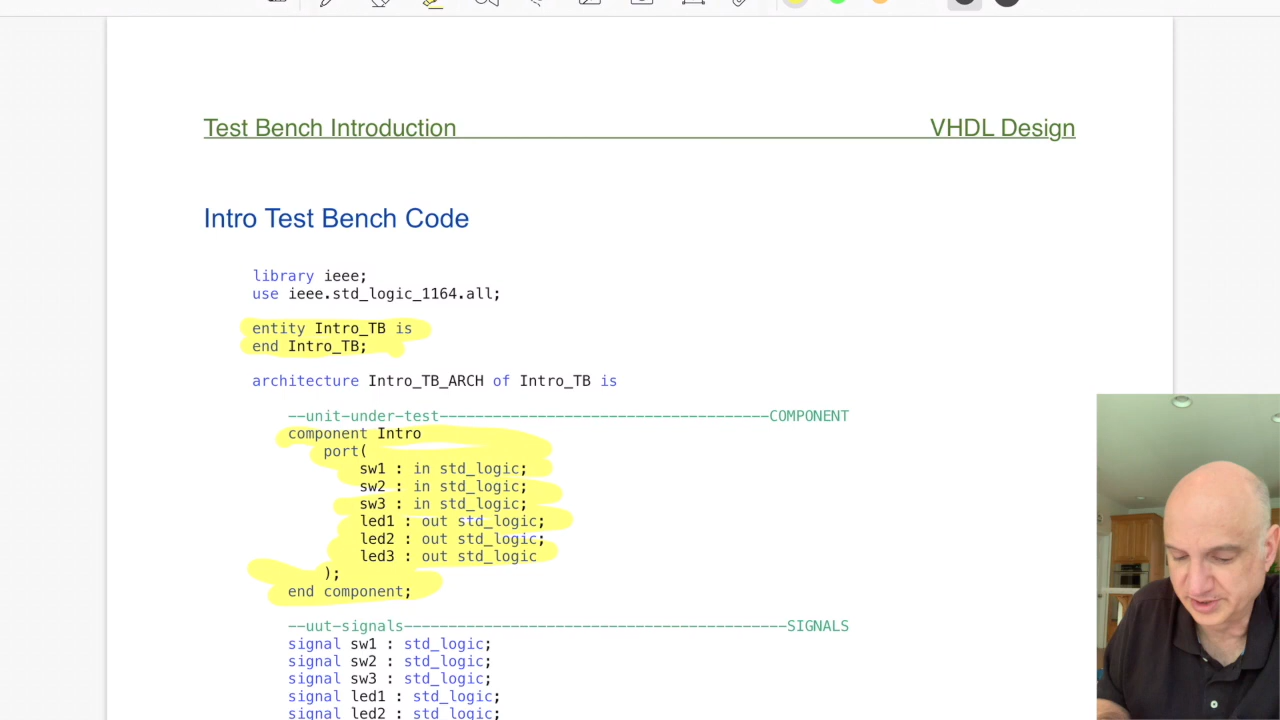 Test Bench Introduction VHDL Design
Intro Test Bench Code
library ieee;
use ieee.std_logic_1164.all;
entity Intro_TB is
end Intro_TB;
architecture Intro_TB_ARCH of Intro_TB is
--unit-under-test-------------------------------------COMPONENT
component Intro
port(
sw1 : in std_logic;
sw2 : in std_logic;
sw3 : in std_logic;
led1 : out std_logic;
led2 : out std_logic;
led3 : out std_logic
);
end component;
--uut-signals-------------------------------------------SIGNALS
signal sw1 : std_logic;
signal sw2 : std_logic;
signal sw3 : std_logic;
signal led1 : std_logic;
signal led2 : std_logic;